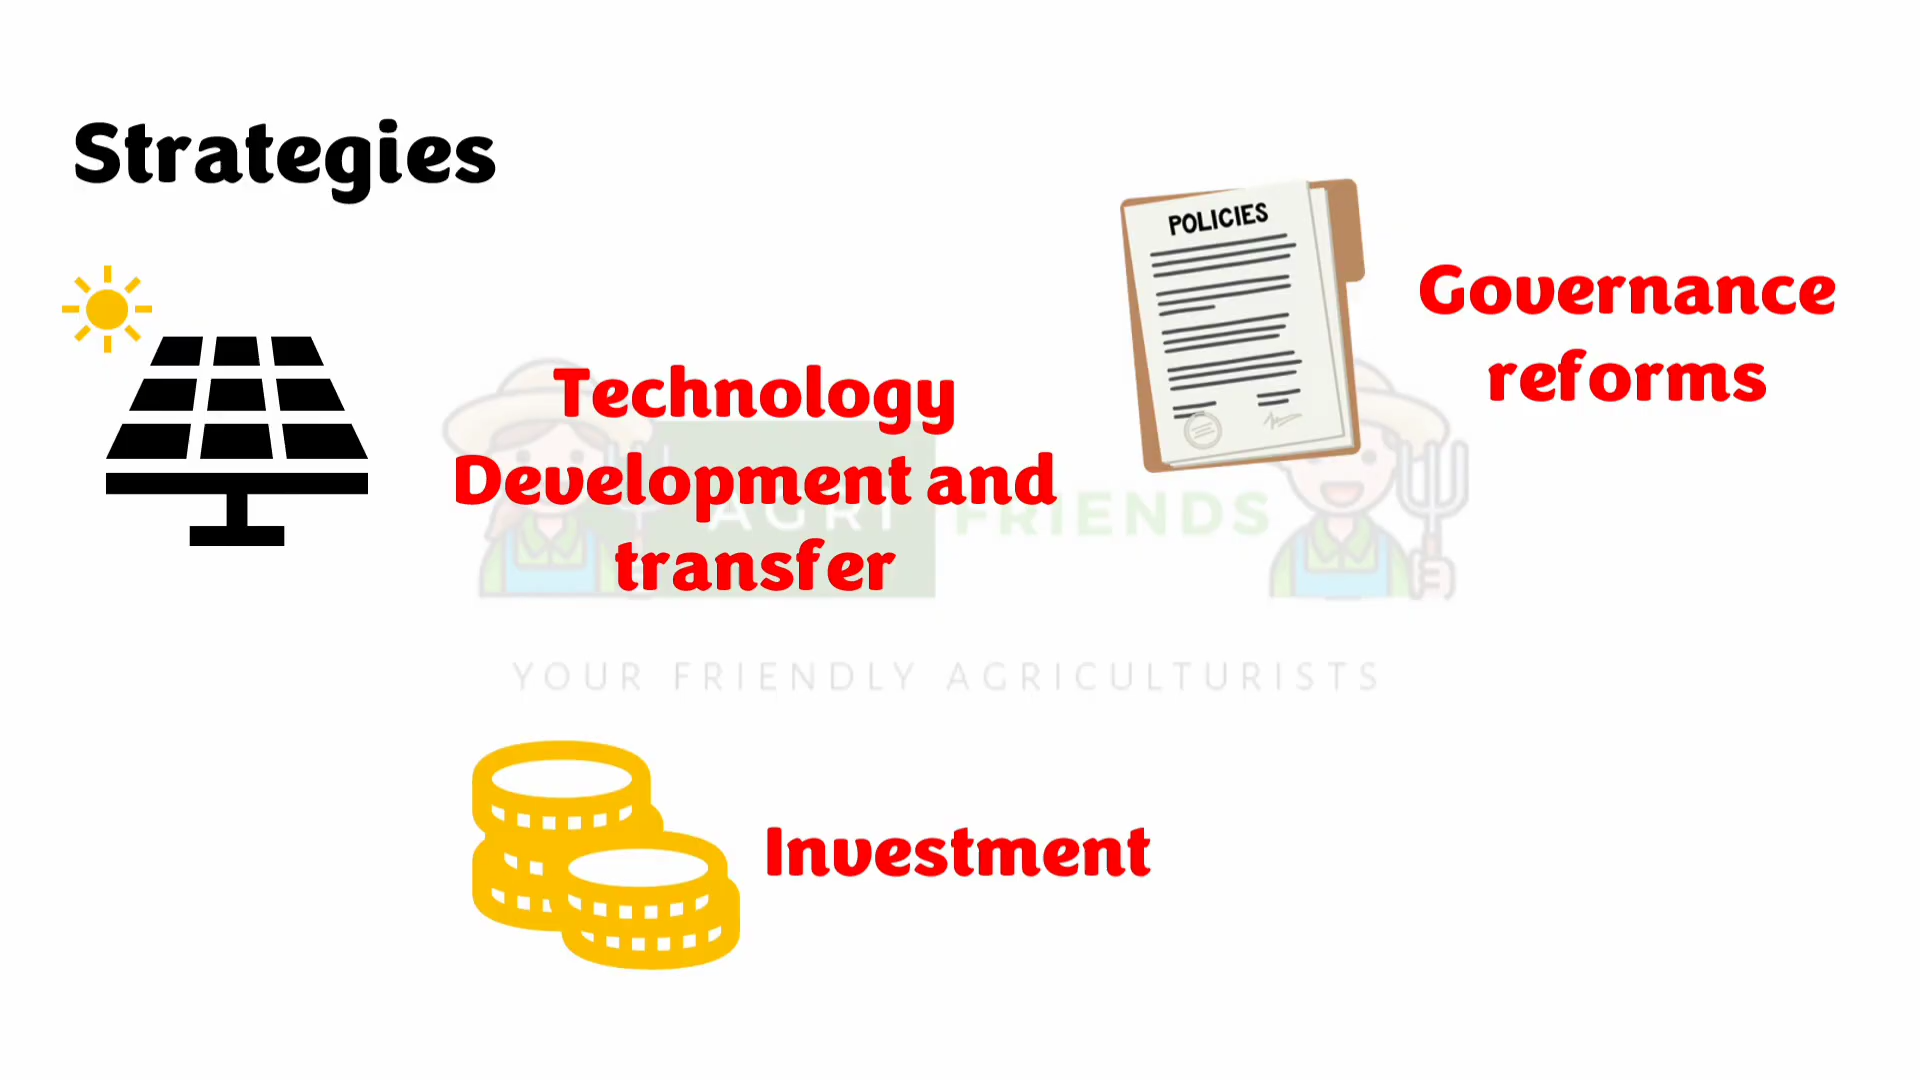 Strategies
POLICIES
Governance
reforms
Technology
Development and
transfer
AGRI FRIENDS
YOUR FRIENDLY AGRICULTURISTS
Investment